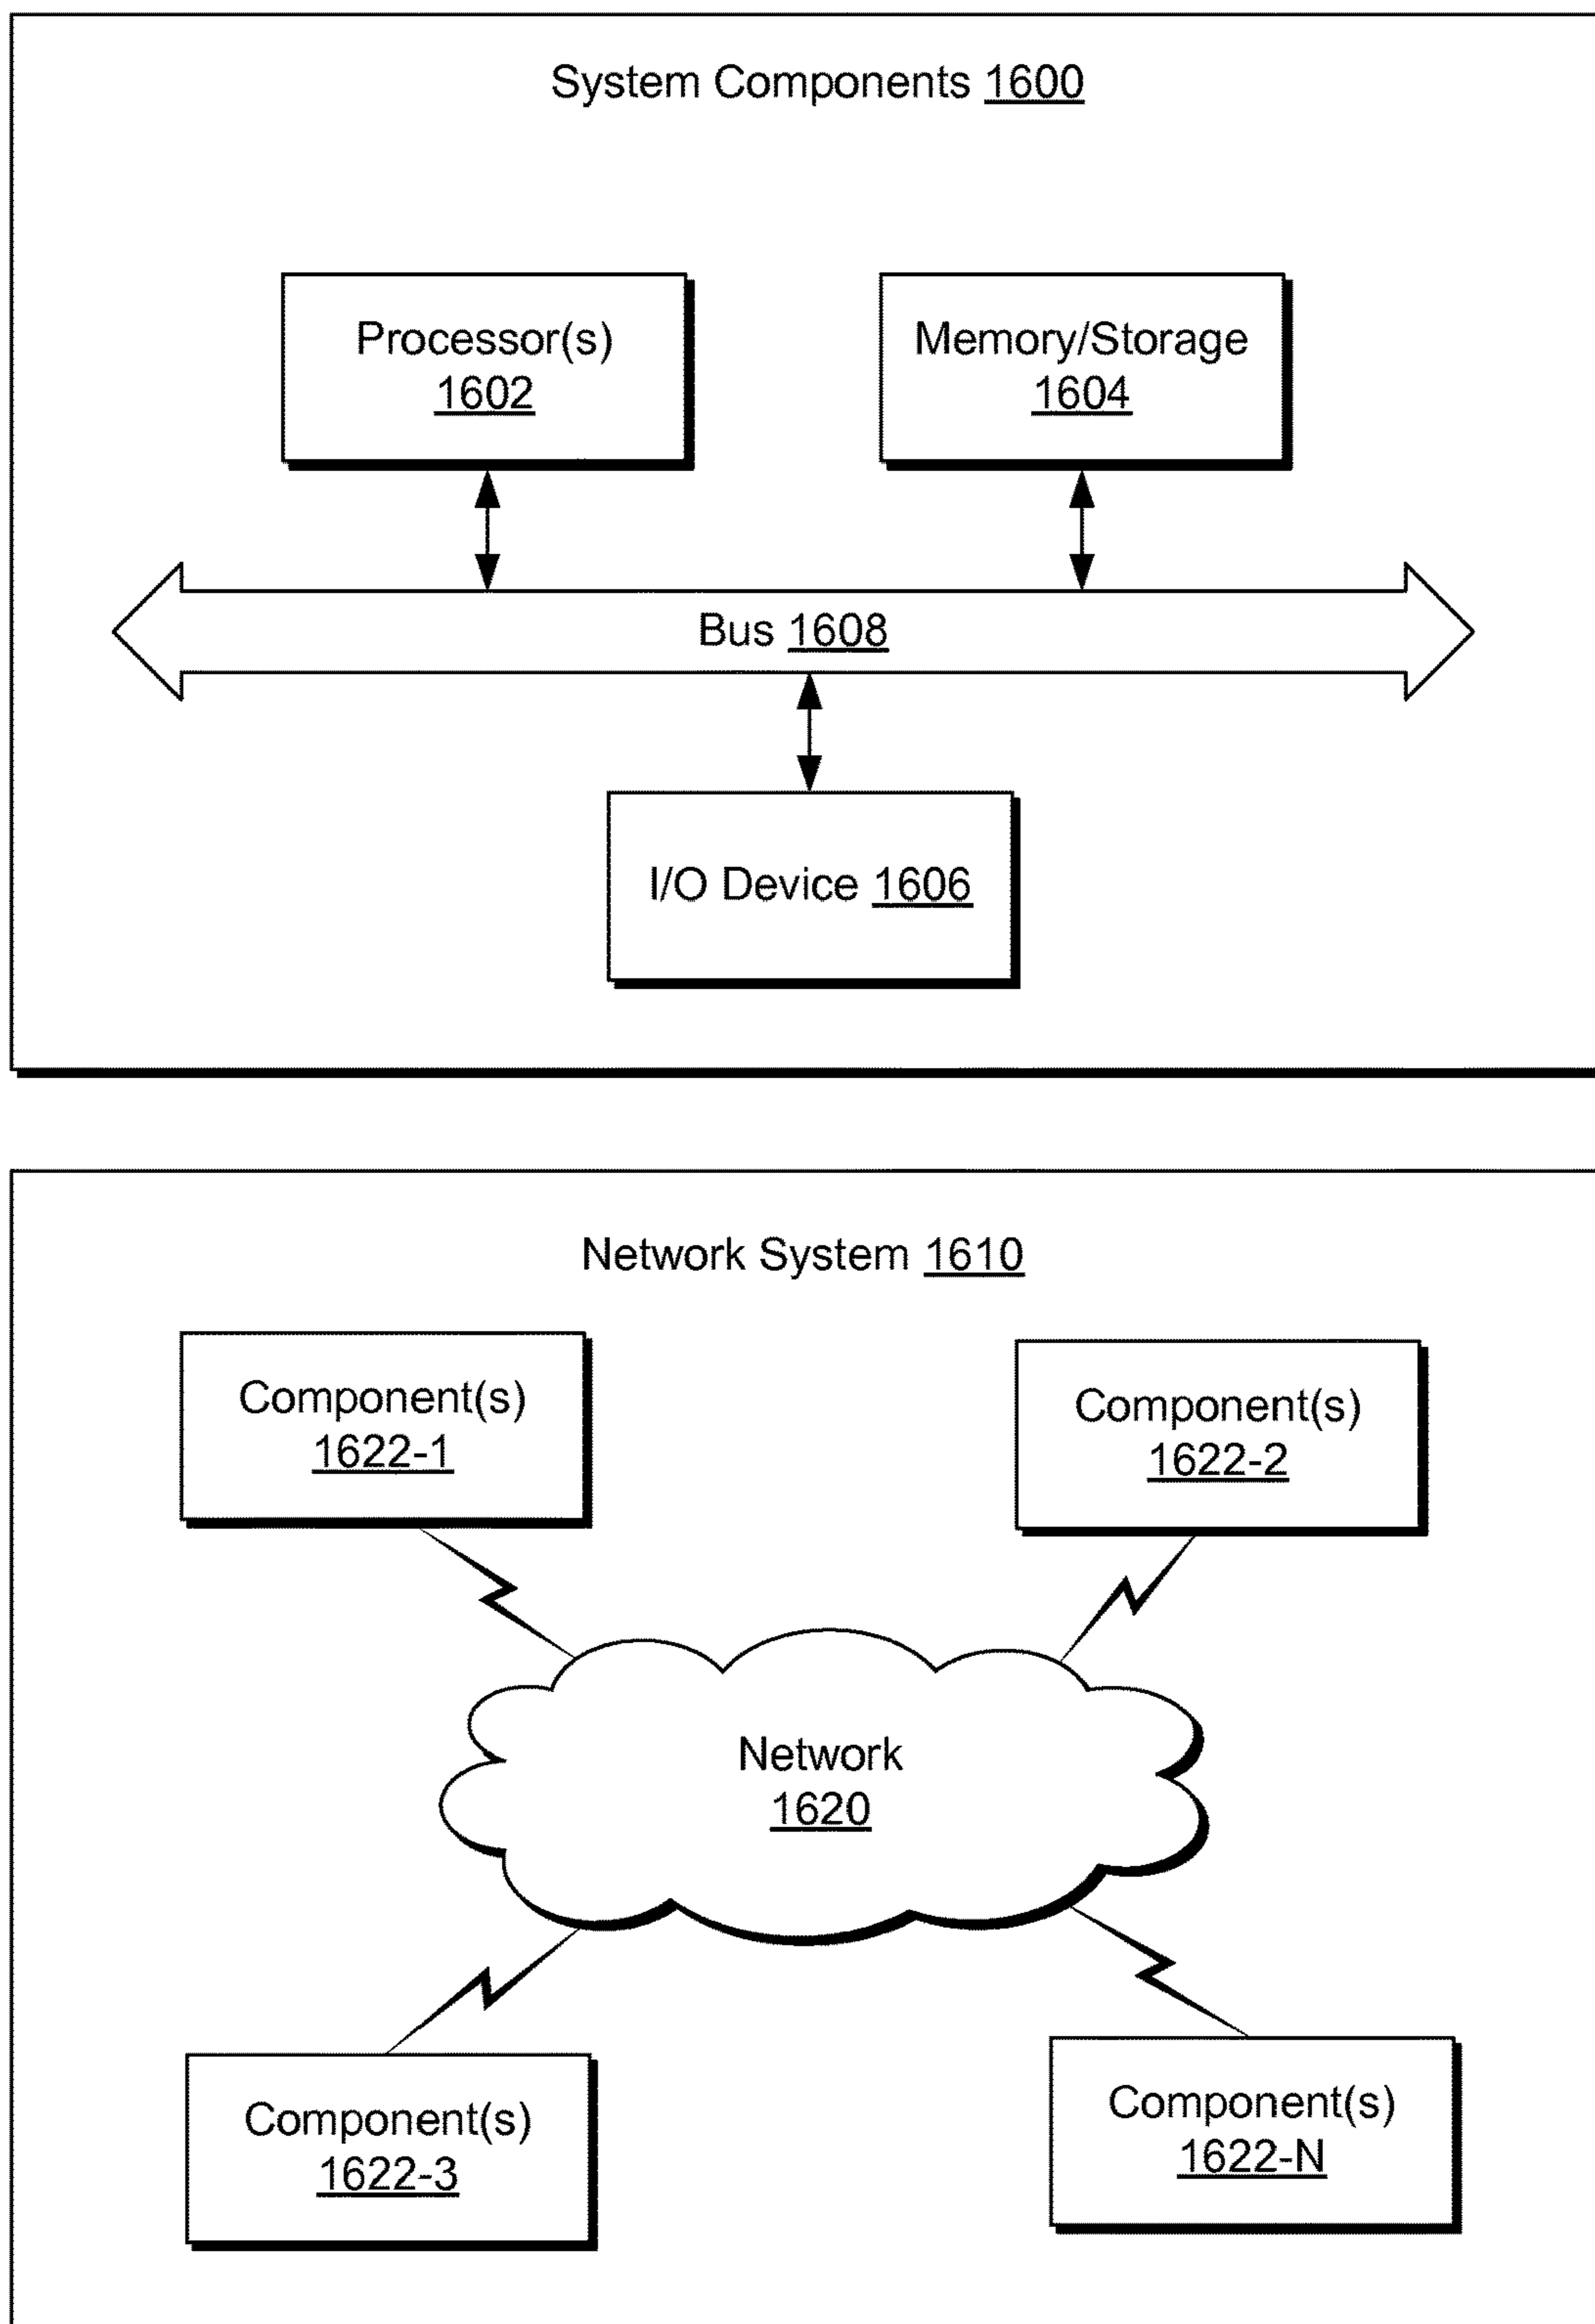 System Components 1600
Processor(s)
1602
Memory/Storage
1604
Bus 1608
I/O Device 1606
Network System 1610
Component(s)
1622-1
Component(s)
1622-2
Network
1620
Component(s)
1622-3
Component(s)
1622-N